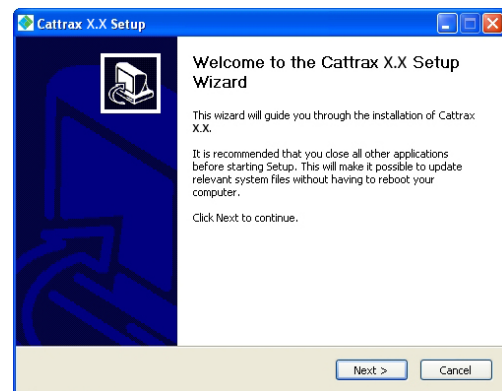 Cattrax X.X Setup
Welcome to the Cattrax X.X Setup
Wizard
This wizard will guide you through the installation of Cattrax
X.X.
It is recommended that you close all other applications
before starting Setup. This will make it possible to update
relevant system files without having to reboot your
computer.
Click Next to continue.
Next >
Cancel